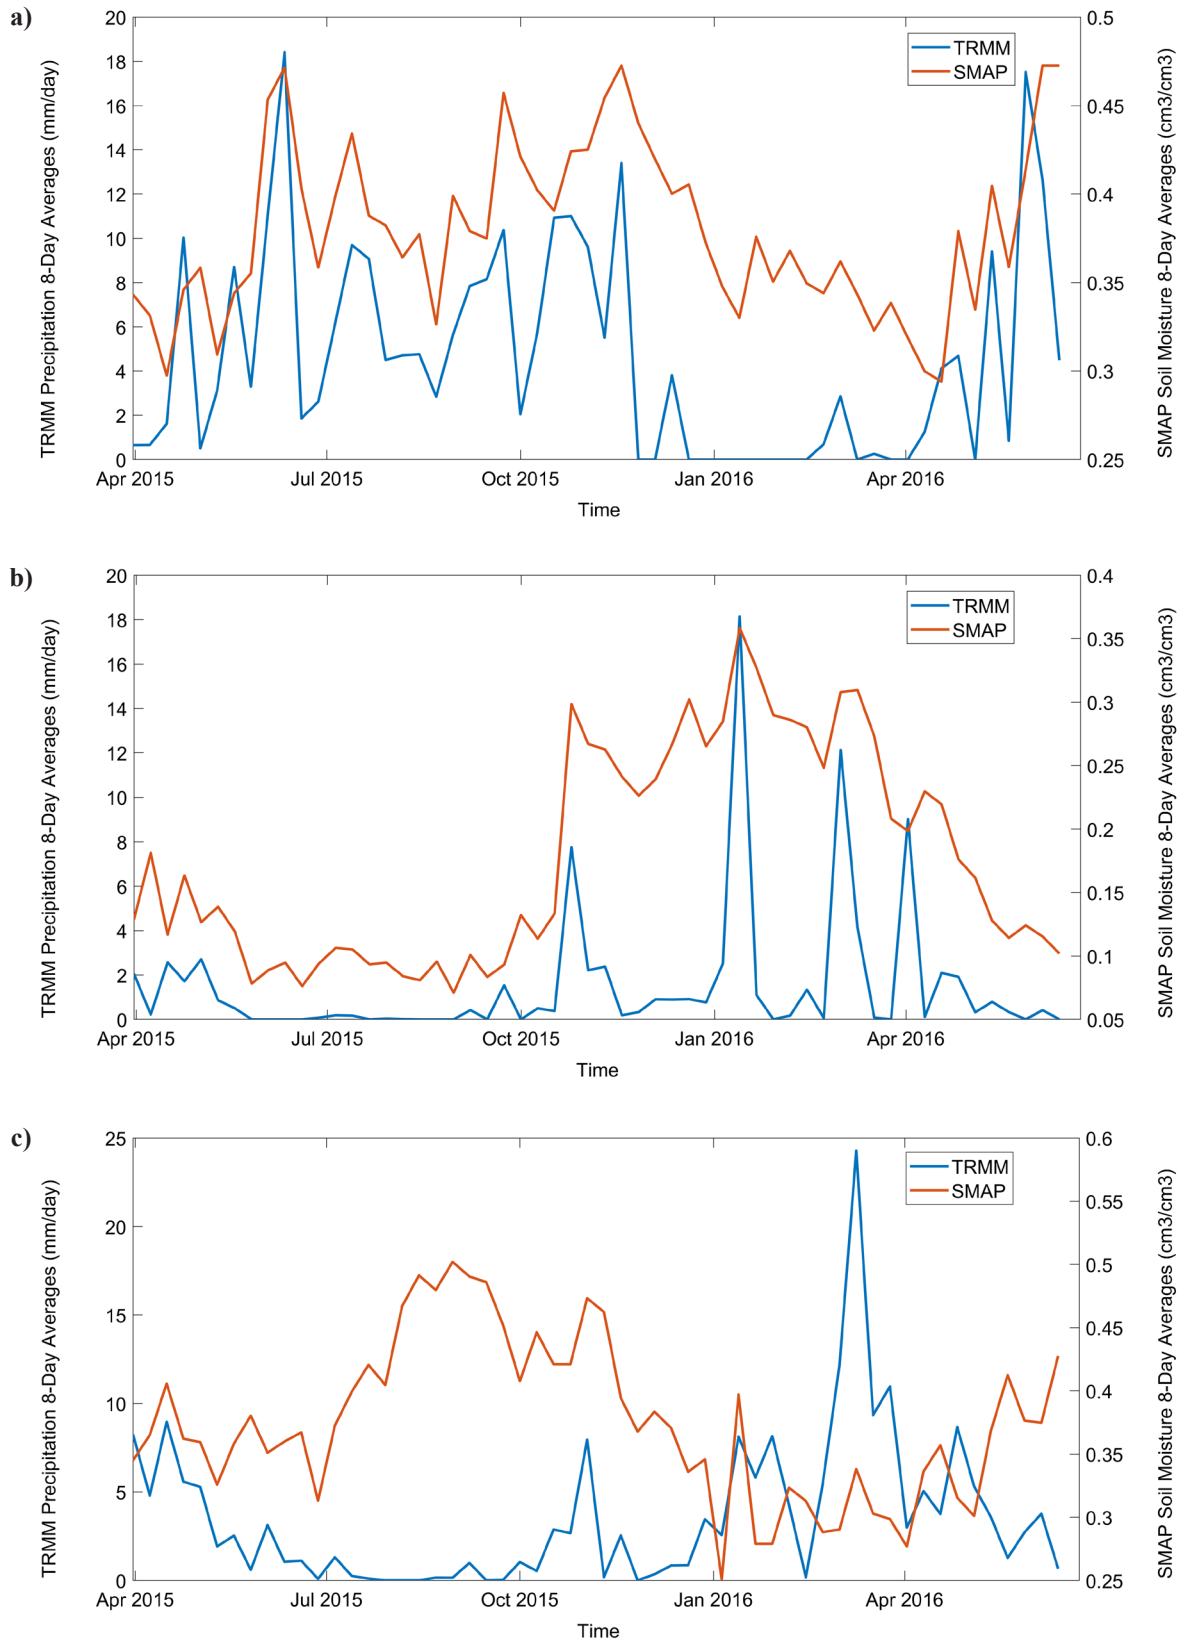 a)
TRMM Precipitation 8-Day Averages (mm/day)
20
18
16
14
12
10
8
6
4
2
0
0.5
0.45
0.4
0.35
0.3
0.25
SMAP Soil Moisture 8-Day Averages (cm3/cm3)
TRMM
SMAP
Apr 2015 Jul 2015 Oct 2015 Jan 2016 Apr 2016
Time
b)
TRMM Precipitation 8-Day Averages (mm/day)
20
18
16
14
12
10
8
6
4
2
0
0.4
0.35
0.3
0.25
0.2
0.15
0.1
0.05
SMAP Soil Moisture 8-Day Averages (cm3/cm3)
TRMM
SMAP
Apr 2015 Jul 2015 Oct 2015 Jan 2016 Apr 2016
Time
c)
TRMM Precipitation 8-Day Averages (mm/day)
25
20
15
10
5
0
0.6
0.55
0.5
0.45
0.4
0.35
0.3
0.25
SMAP Soil Moisture 8-Day Averages (cm3/cm3)
TRMM
SMAP
Apr 2015 Jul 2015 Oct 2015 Jan 2016 Apr 2016
Time